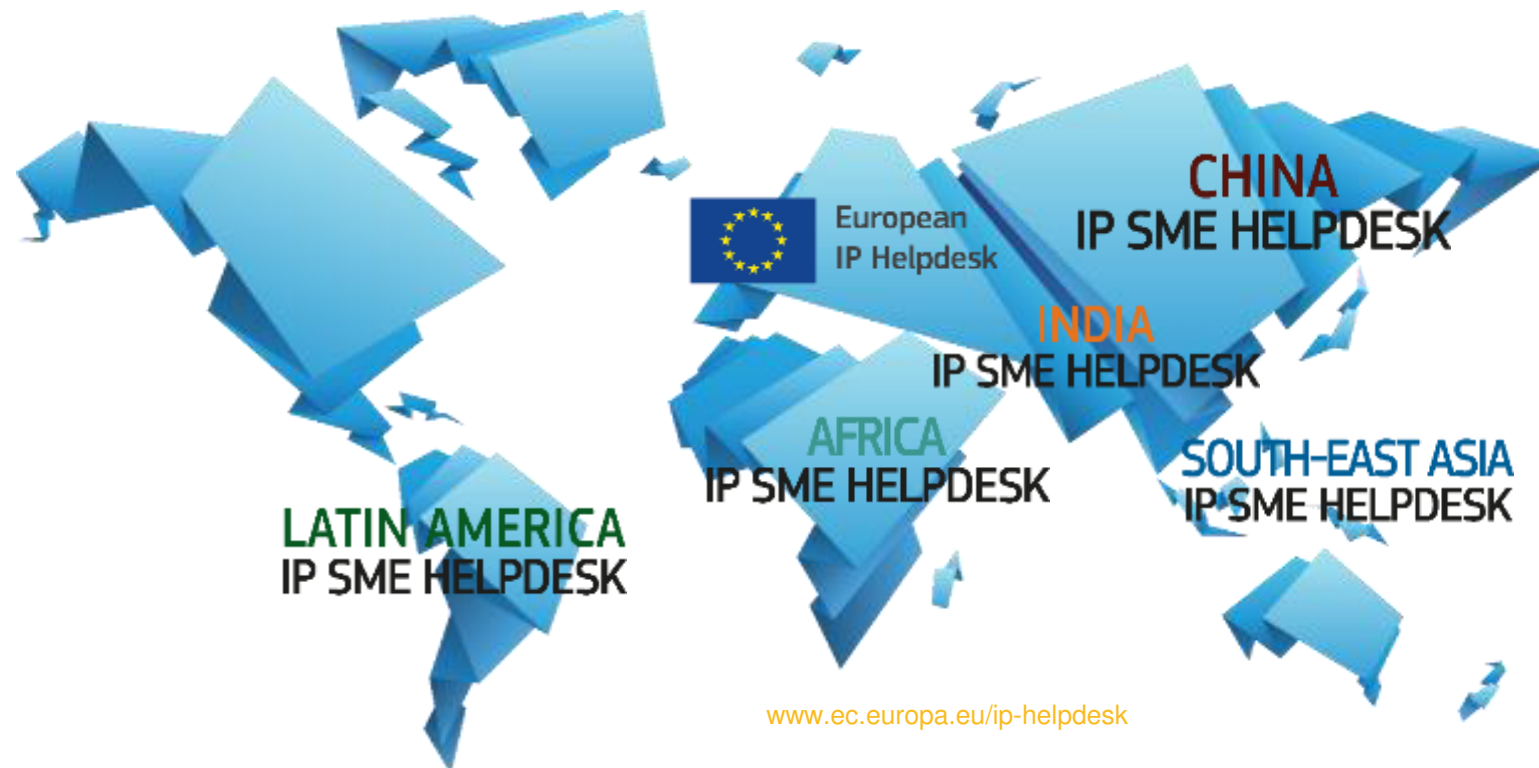 CHINA
IP SME HELPDESK
European
IP Helpdesk
INDIA
IP SME HELPDESK
AFRICA
IP SME HELPDESK
SOUTH-EAST ASIA
IP SME HELPDESK
LATIN AMERICA
IP SME HELPDESK
www.ec.europa.eu/ip-helpdesk